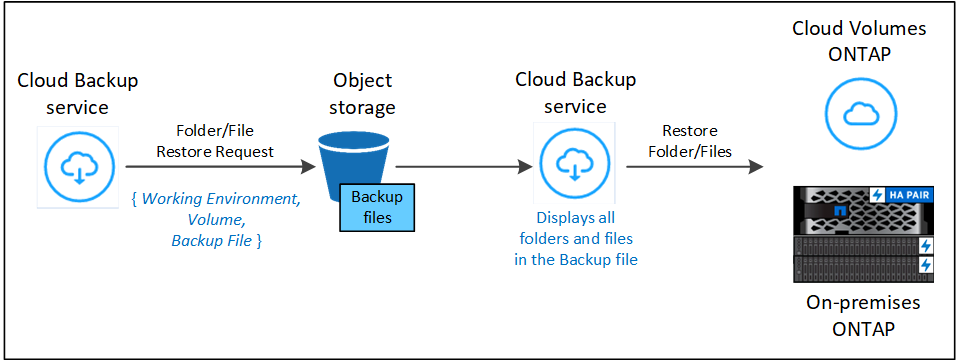 Cloud Backup
service
Folder/File
Restore Request
{ Working Environment,
Volume,
Backup File }
Object
storage
Backup
files
Cloud Backup
service
Displays all
folders and files
in the Backup file
Restore
Folder/Files
Cloud Volumes
ONTAP
HA PAIR
On-premises
ONTAP